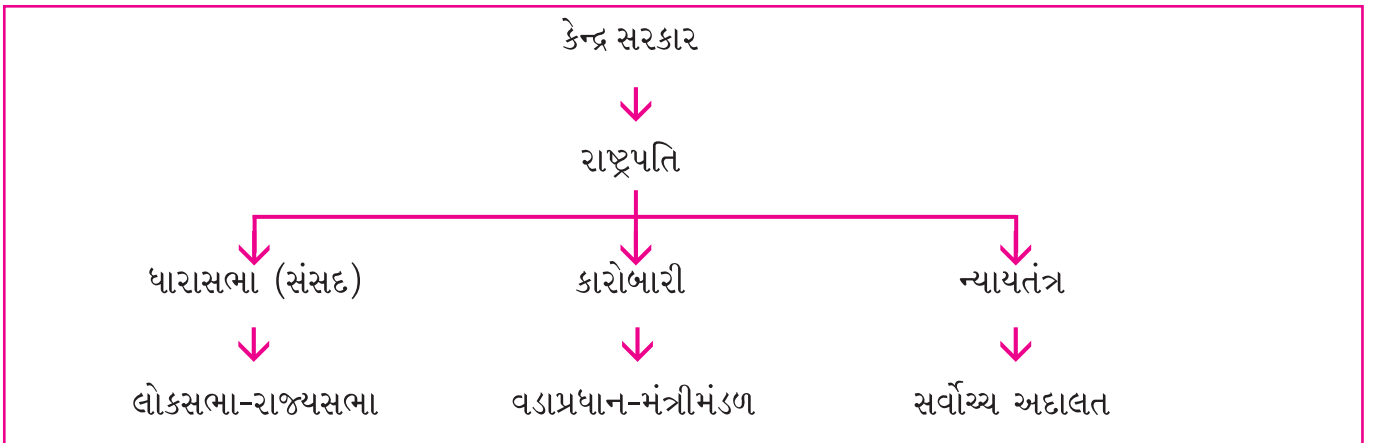 કેન્દ્ર સરકાર
રાષ્ટ્રપતિ
ધારાસભા (સંસદ) કારોબારી ન્યાયતંત્ર
લોકસભા-રાજ્યસભા વડાપ્રધાન-મંત્રીમંડળ સર્વોચ્ચ અદાલત